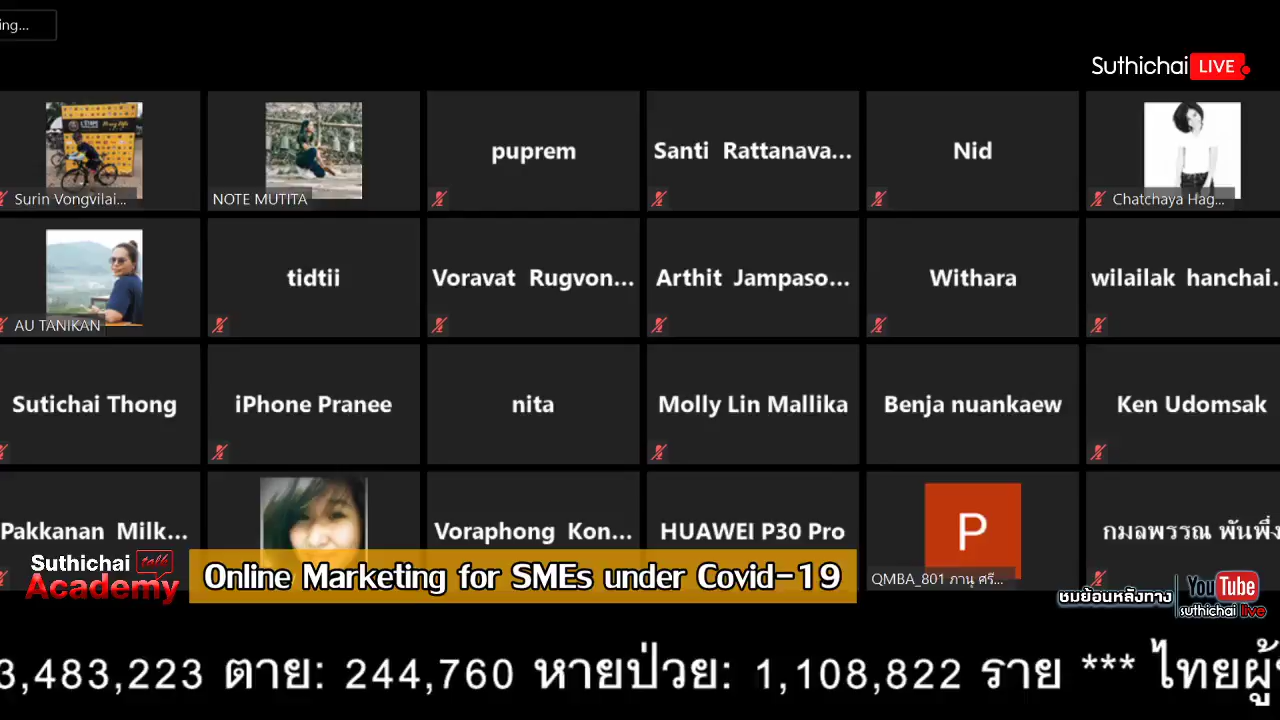 ing...
Suthichai LIVE
puprem
Santi Rattanava...
Nid
Surin Vongvilai...
NOTE MUTITA
Chatchaya Hag...
tidtii
Voravat Rugvon...
Arthit Jampaso...
Withara
wilailak hanchai.
AU TANIKAN
Sutichai Thong
iPhone Pranee
nita
Molly Lin Mallika
Benja nuankaew
Ken Udomsak
Pakkanan Milk...
Voraphong Kon...
HUAWEI P30 Pro
P
กมลพรรณ พันพึ่ง
QMBA_801 ภานุ ศรี...
Suthichai talk
Academy
Online Marketing for SMEs under Covid-19
ชมย้อนหลังทาง
YouTube
suthichai live
3,483,223 ตาย: 244,760 หายป่วย: 1,108,822 ราย *** ไทยผู้